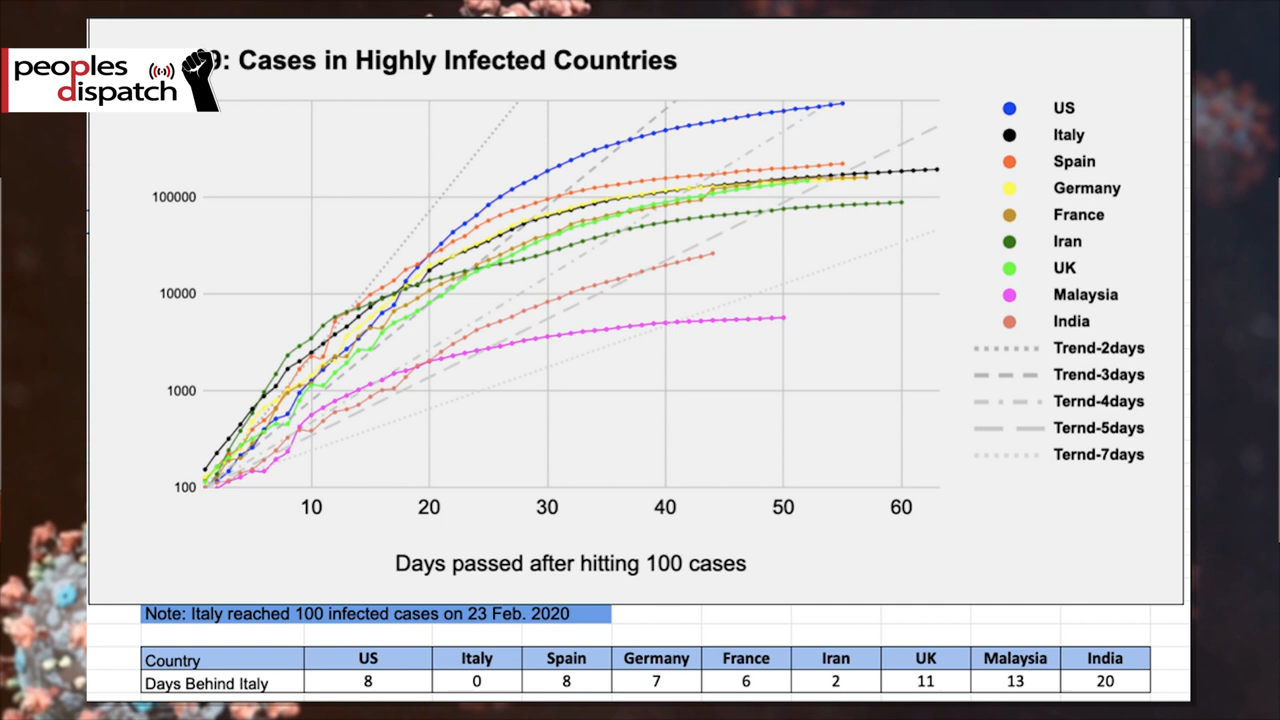 peoples
dispatch
9: Cases in Highly Infected Countries
100000
10000
1000
100
10 20 30 40 50 60
Days passed after hitting 100 cases
US
Italy
Spain
Germany
France
Iran
UK
Malaysia
India
Trend-2days
Trend-3days
Ternd-4days
Ternd-5days
Ternd-7days
Note: Italy reached 100 infected cases on 23 Feb. 2020
Country US Italy Spain Germany France Iran UK Malaysia India
Days Behind Italy 8 0 8 7 6 2 11 13 20